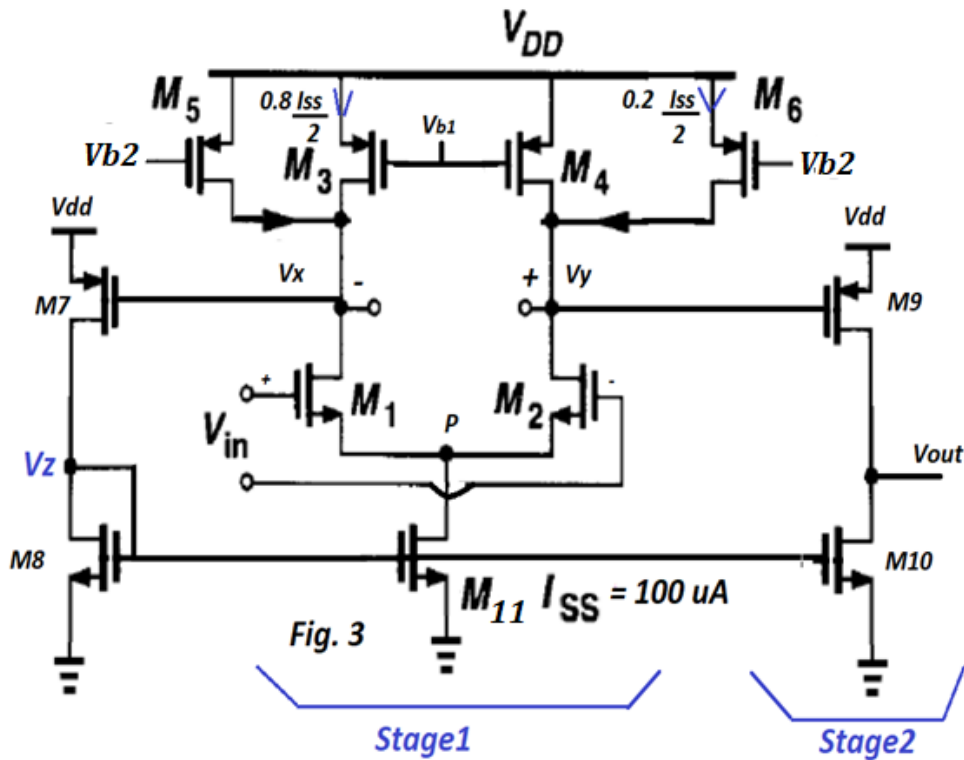 VDD
M5
0.8 Iss/2
0.2 Iss/2
M6
Vb2
M3
Vb1
M4
Vb2
Vdd
Vdd
M7
Vx
-
+
Vy
M9
+
M1
M2
-
Vin
P
Vz
Vout
M8
M11 ISS = 100 uA
M10
Fig. 3
Stage1
Stage2